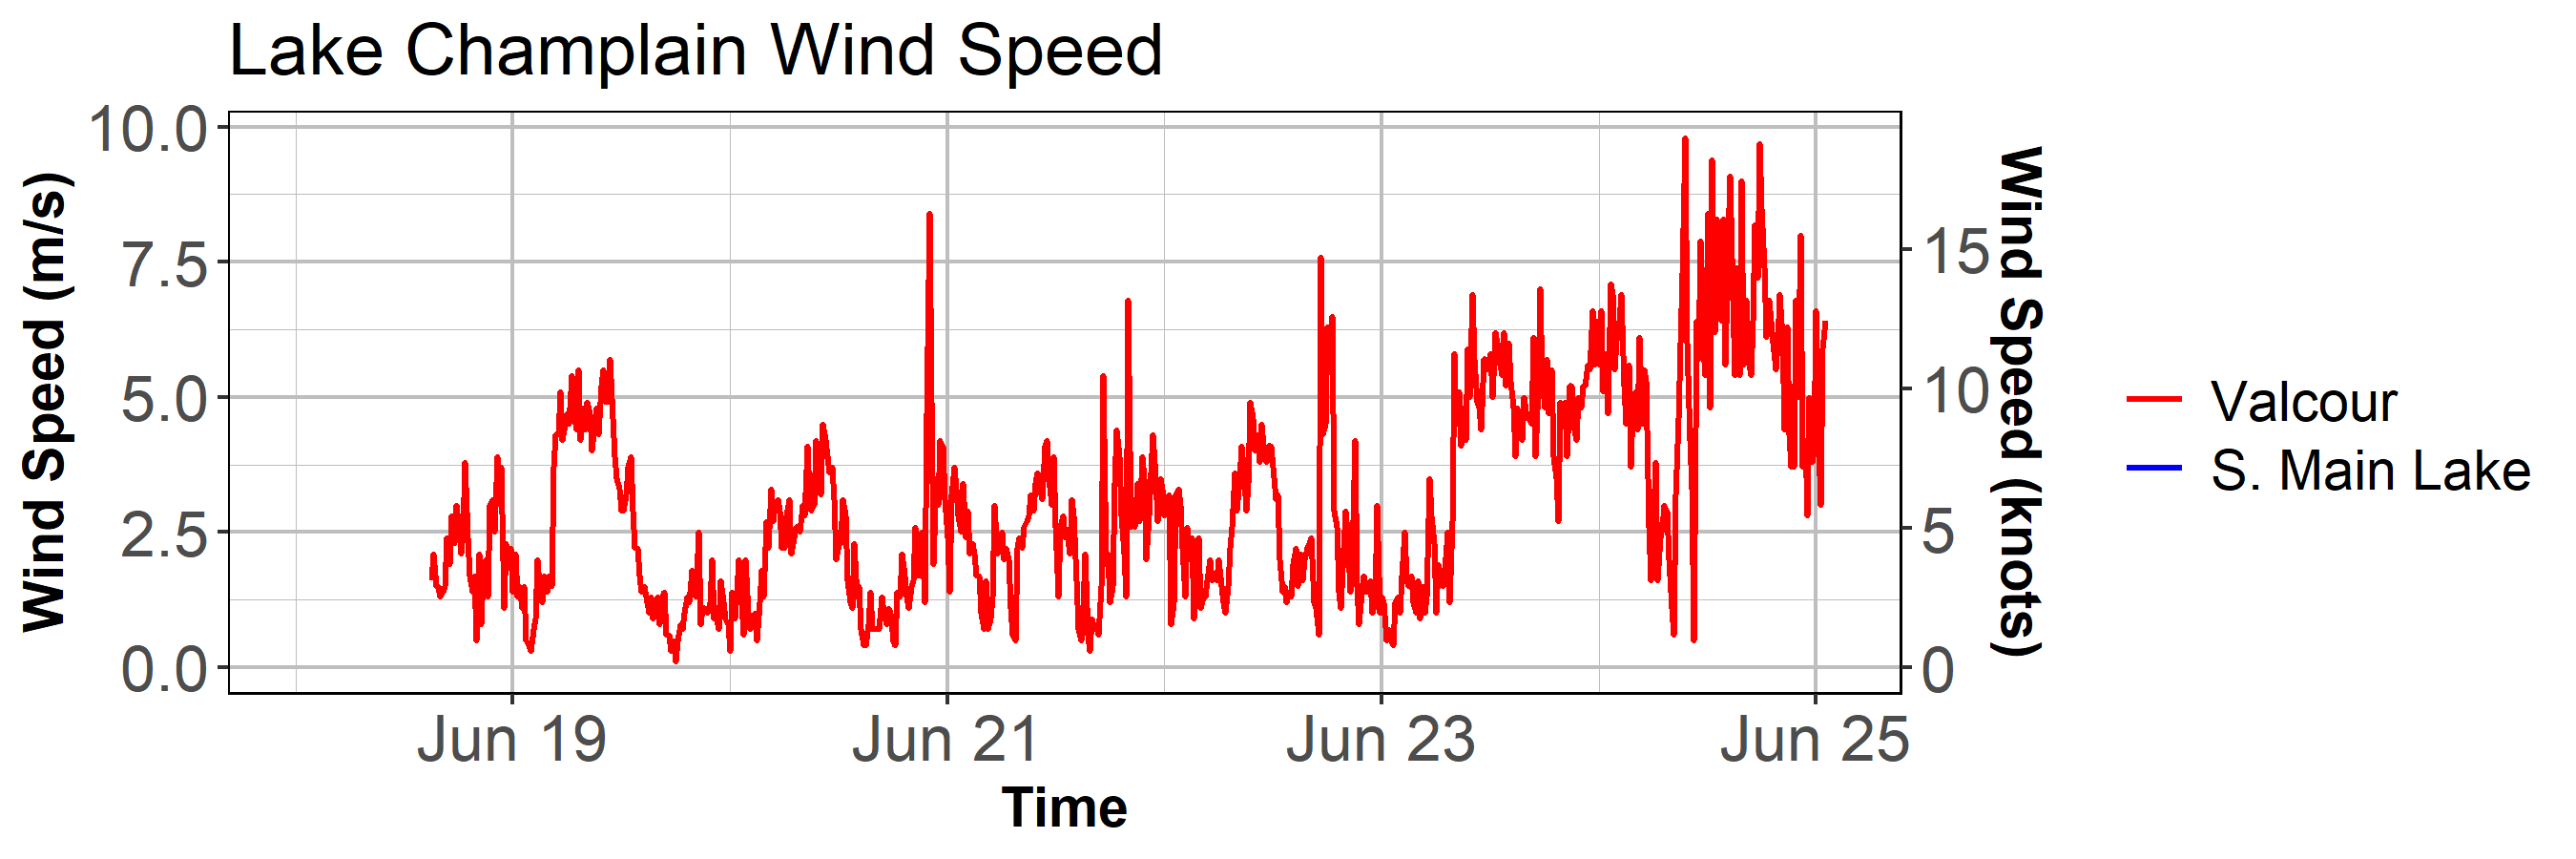 Lake Champlain Wind Speed
10.0
7.5
5.0
2.5
0.0
Wind Speed (m/s)
15
10
5
0
Wind Speed (knots)
Jun 19
Jun 21
Jun 23
Jun 25
Time
Valcour
S. Main Lake